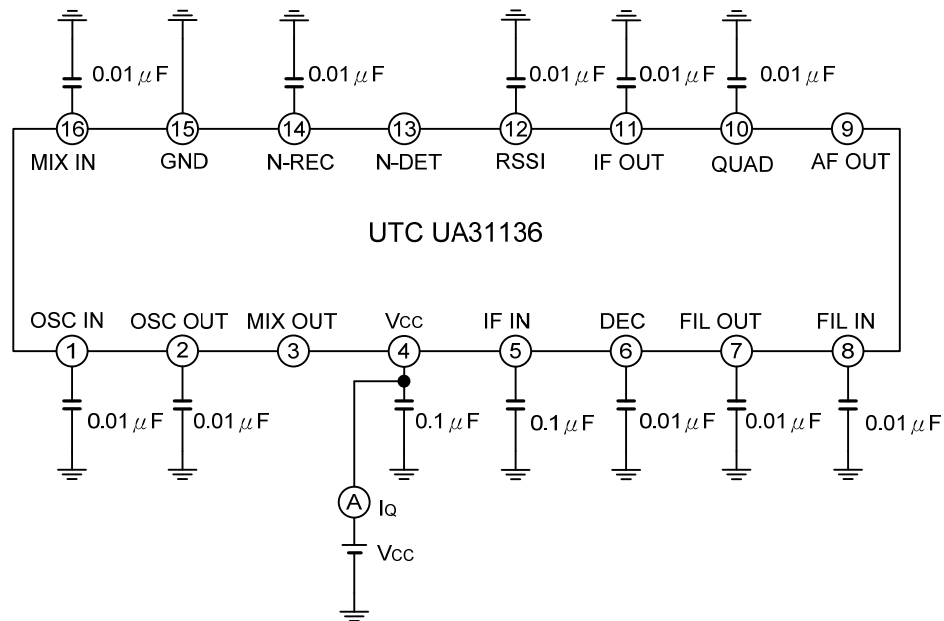 0.01μF 0.01μF 0.01μF 0.01μF 0.01μF
16 15 14 13 12 11 10 9
MIX IN GND N-REC N-DET RSSI IF OUT QUAD AF OUT
UTC UA31136
OSC IN OSC OUT MIX OUT VCC IF IN DEC FIL OUT FIL IN
1 2 3 4 5 6 7 8
0.01μF 0.01μF 0.1μF 0.1μF 0.01μF 0.01μF 0.01μF
A IQ
VCC